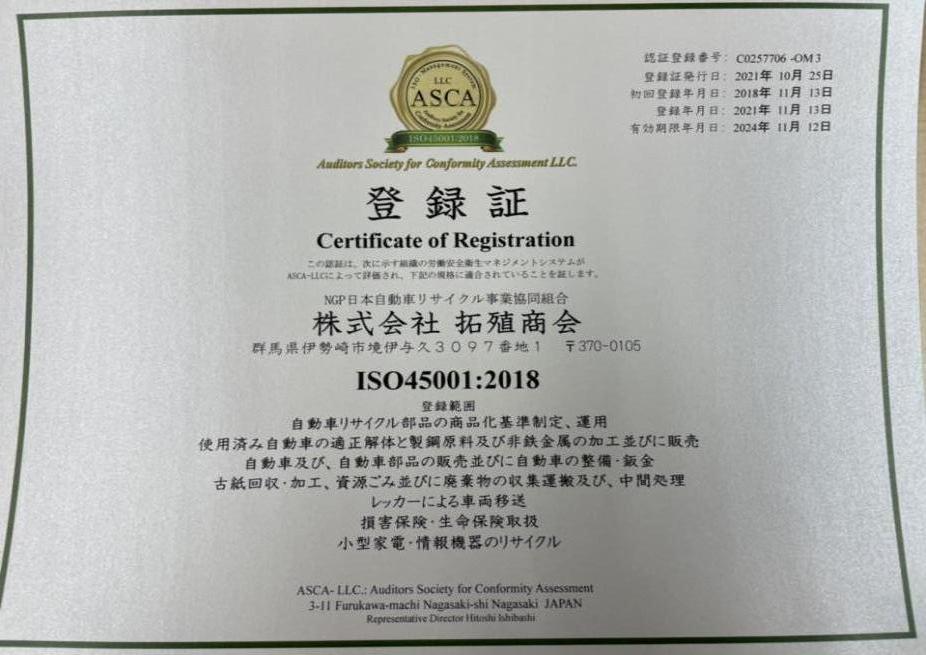 ISO Management System
LLC
ASCA
Auditors Society for
Conformity Assessment
ISO45001:2018
Auditors Society for Conformity Assessment LLC.
認証登録番号: C0257706 -OM 3
登録証発行日: 2021年 10月 25日
初回登録年月日: 2018年 11月 13日
登録年月日: 2021年 11月 13日
有効期限年月日: 2024年 11月 12日
登録証
Certificate of Registration
この認証は、次に示す組織の労働安全衛生マネジメントシステムが
ASCA-LLCによって評価され、下記の規格に適合されていることを証します。
NGP日本自動車リサイクル事業協同組合
株式会社 拓殖商会
群馬県伊勢崎市境伊与久3097番地1 〒370-0105
ISO45001:2018
登録範囲
自動車リサイクル部品の商品化基準制定、運用
使用済み自動車の適正解体と製鋼原料及び非鉄金属の加工並びに販売
自動車及び、自動車部品の販売並びに自動車の整備・鈑金
古紙回収・加工、資源ごみ並びに廃棄物の収集運搬及び、中間処理
レッカーによる車両移送
損害保険・生命保険取扱
小型家電・情報機器のリサイクル
ASCA- LLC.: Auditors Society for Conformity Assessment
3-11 Furukawa-machi Nagasaki-shi Nagasaki JAPAN
Representative Director Hitoshi Ishibashi